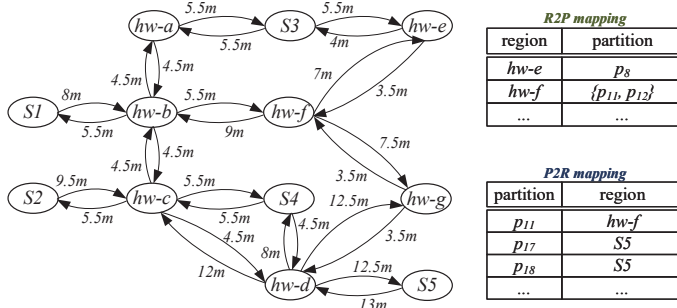 5.5m 5.5m
hw-a S3 hw-e
5.5m 4m
4.5m 4.5m 7m 3.5m
8m 5.5m
S1 hw-b hw-f
5.5m 9m
4.5m 4.5m 7.5m
9.5m 5.5m 3.5m
S2 hw-c S4 12.5m hw-g
5.5m 5.5m 4.5m
4.5m 3.5m
8m
12m 12.5m
hw-d S5
13m
R2P mapping
region partition
hw-e p8
hw-f {p11, p12}
... ...
P2R mapping
partition region
p11 hw-f
p17 S5
p18 S5
... ...